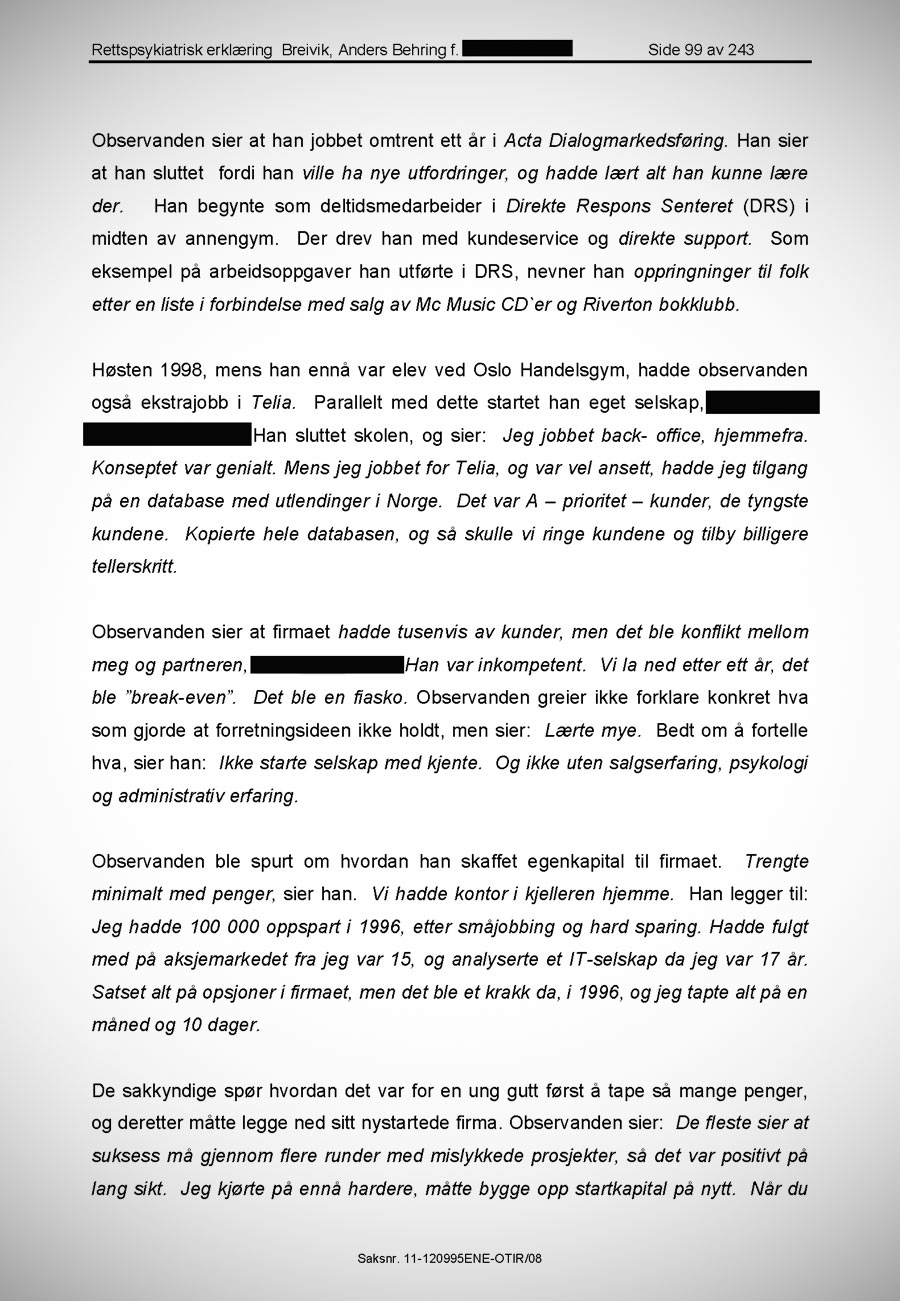 Rettspsykiatrisk erklæring  Breivik, Anders Behring f.
Side 99 av 243
Observanden sier at han jobbet omtrent ett år i Acta Dialogmarkedsføring. Han sier
at han sluttet  fordi han ville ha nye utfordringer, og hadde lært alt han kunne lære
der.   Han begynte som deltidsmedarbeider i Direkte Respons Senteret (DRS) i
midten av annengym.  Der drev han med kundeservice og direkte support.  Som
eksempel på arbeidsoppgaver han utførte i DRS, nevner han oppringninger til folk
etter en liste i forbindelse med salg av Mc Music CD`er og Riverton bokklubb.
Høsten 1998, mens han ennå var elev ved Oslo Handelsgym, hadde observanden
også ekstrajobb i Telia.  Parallelt med dette startet han eget selskap,
Han sluttet skolen, og sier:  Jeg jobbet back- office, hjemmefra.
Konseptet var genialt. Mens jeg jobbet for Telia, og var vel ansett, hadde jeg tilgang
på en database med utlendinger i Norge.  Det var A – prioritet – kunder, de tyngste
kundene.  Kopierte hele databasen, og så skulle vi ringe kundene og tilby billigere
tellerskritt.
Observanden sier at firmaet hadde tusenvis av kunder, men det ble konflikt mellom
meg og partneren, Han var inkompetent.  Vi la ned etter ett år, det
ble ”break-even”.  Det ble en fiasko. Observanden greier ikke forklare konkret hva
som gjorde at forretningsideen ikke holdt, men sier:  Lærte mye.  Bedt om å fortelle
hva, sier han:  Ikke starte selskap med kjente.  Og ikke uten salgserfaring, psykologi
og administrativ erfaring.
Observanden ble spurt om hvordan han skaffet egenkapital til firmaet.  Trengte
minimalt med penger, sier han.  Vi hadde kontor i kjelleren hjemme.  Han legger til:
Jeg hadde 100 000 oppspart i 1996, etter småjobbing og hard sparing. Hadde fulgt
med på aksjemarkedet fra jeg var 15, og analyserte et IT-selskap da jeg var 17 år.
Satset alt på opsjoner i firmaet, men det ble et krakk da, i 1996, og jeg tapte alt på en
måned og 10 dager.
De sakkyndige spør hvordan det var for en ung gutt først å tape så mange penger,
og deretter måtte legge ned sitt nystartede firma. Observanden sier:  De fleste sier at
suksess må gjennom flere runder med mislykkede prosjekter, så det var positivt på
lang sikt.  Jeg kjørte på ennå hardere, måtte bygge opp startkapital på nytt.  Når du
Saksnr. 11-120995ENE-OTIR/08